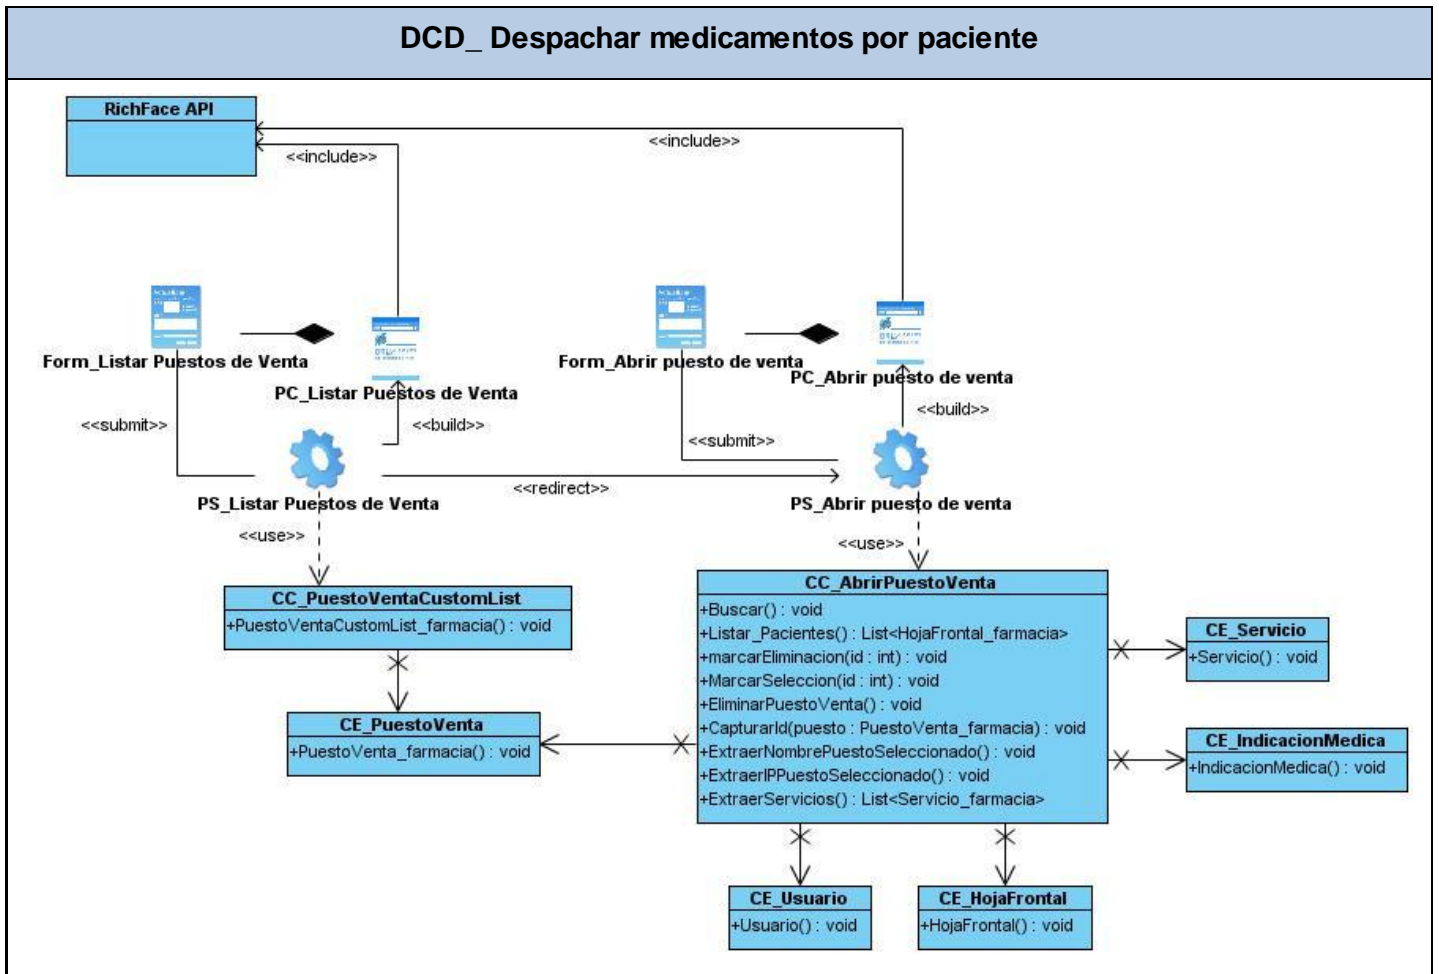 DCD_ Despachar medicamentos por paciente
RichFace API
<<include>>
<<include>>
Form_Listar Puestos de Venta
PC_Listar Puestos de Venta
Form_Abrir puesto de venta
PC_Abrir puesto de venta
<<submit>>
<<build>>
<<submit>>
<<build>>
PS_Listar Puestos de Venta
<<redirect>>
PS_Abrir puesto de venta
<<use>>
<<use>>
CC_PuestoVentaCustomList
+PuestoVentaCustomList_farmacia() : void
CE_PuestoVenta
+PuestoVenta_farmacia() : void
CC_AbrirPuestoVenta
+Buscar() : void
+Listar_Pacientes() : List<HojaFrontal_farmacia>
+marcarEliminacion(id : int) : void
+MarcarSeleccion(id : int) : void
+EliminarPuestoVenta() : void
+CapturarId(puesto : PuestoVenta_farmacia) : void
+ExtraerNombrePuestoSeleccionado() : void
+ExtraerIPPuestoSeleccionado() : void
+ExtraerServicios() : List<Servicio_farmacia>
CE_Servicio
+Servicio() : void
CE_IndicacionMedica
+IndicacionMedica() : void
CE_Usuario
+Usuario() : void
CE_HojaFrontal
+HojaFrontal() : void